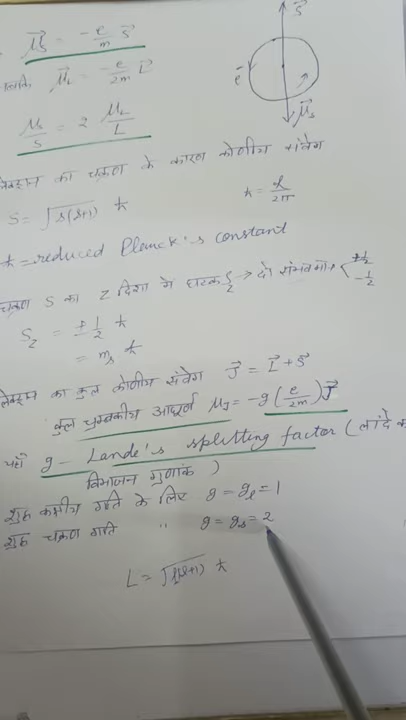 μ⃗s = -e/m S⃗
S⃗
जबकि μ⃗L = -e/2m L⃗
e⁻
μs/S = 2 μL/L
μ⃗s
इलेक्ट्रान का चक्रण के कारण कोणीय संवेग
S = √s(s+1) ħ
ħ = h/2π
ħ = reduced Planck's constant
चक्रण S का Z दिशा में घटक Sz → दो संभव मान +1/2 -1/2
Sz = ±1/2 ħ
= ms ħ
इलेक्ट्रान का कुल कोणीय संवेग J⃗ = L⃗ + S⃗
कुल चुम्बकीय आघूर्ण μJ = -g(e/2m)J⃗
यहाँ g - Lande's splitting factor (लांदे का
विभाजन गुणांक)
शुद्ध कक्षीय गति के लिए g = gl = 1
शुद्ध चक्रण गति " g = gs = 2
L = √l(l+1) ħ